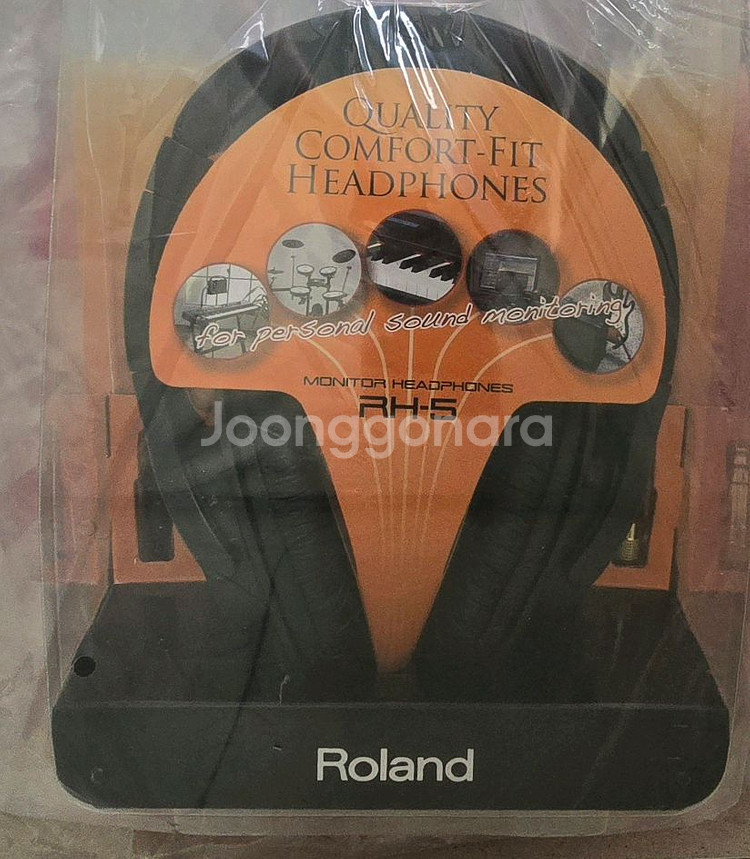 QUALITY
COMFORT-FIT
HEADPHONES
for personal sound monitoring
MONITOR HEADPHONES
RH-5
Joonggonara
Roland